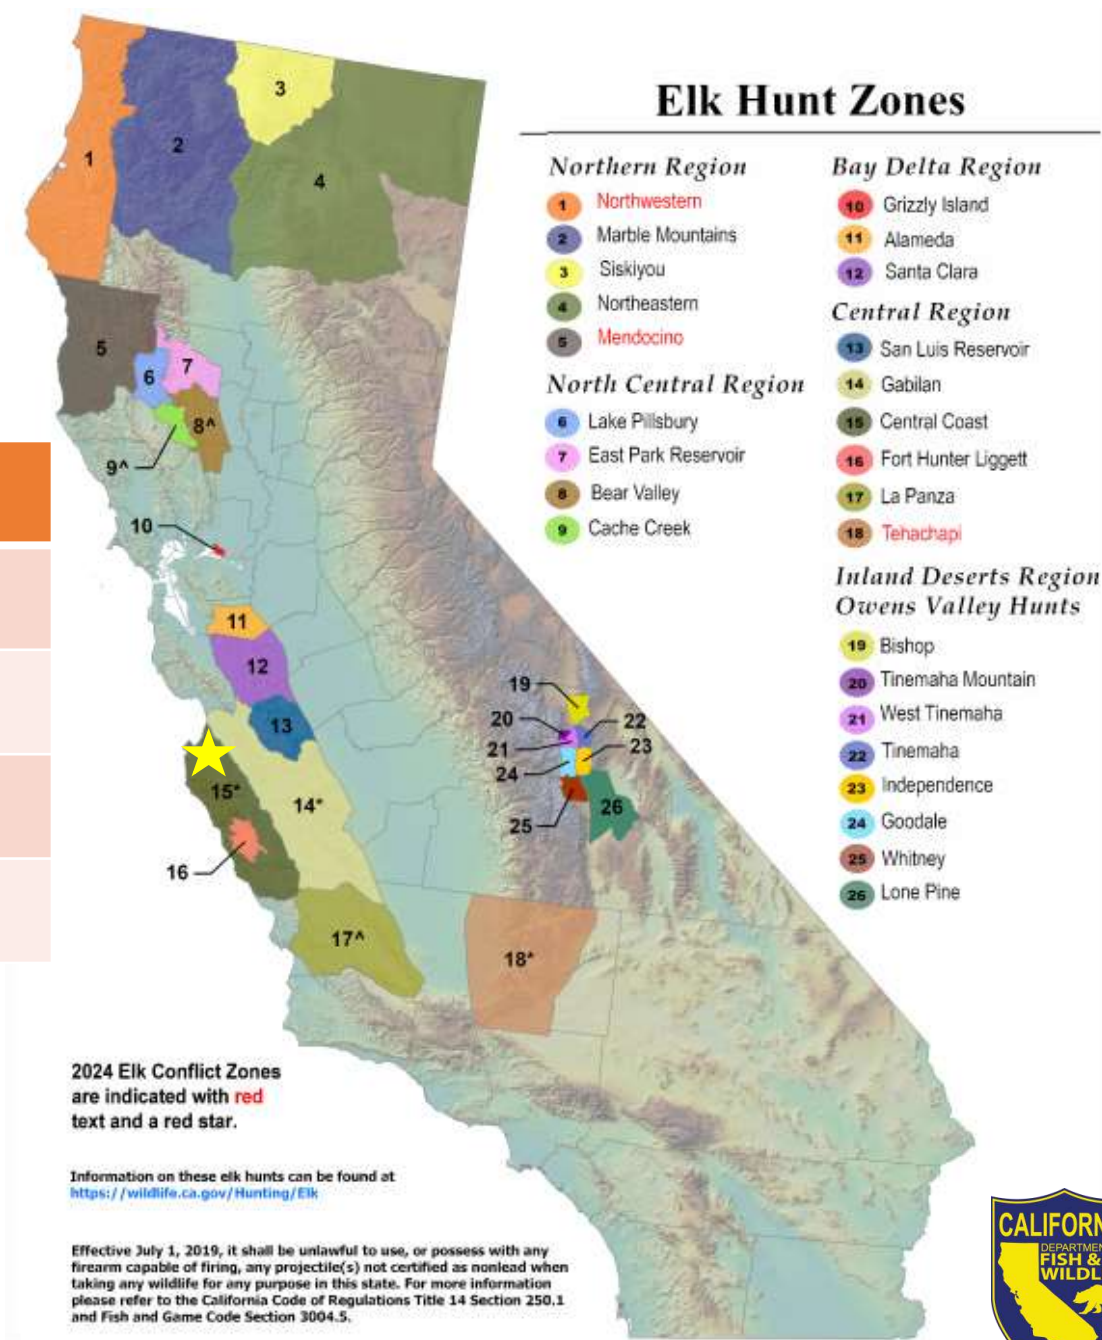 Elk Hunt Zones
Northern Region
1 Northwestern
2 Marble Mountains
3 Siskiyou
4 Northeastern
5 Mendocino
North Central Region
6 Lake Pillsbury
7 East Park Reservoir
8 Bear Valley
9 Cache Creek
Bay Delta Region
10 Grizzly Island
11 Alameda
12 Santa Clara
Central Region
13 San Luis Reservoir
14 Gabilan
15 Central Coast
16 Fort Hunter Liggett
17 La Panza
18 Tehachapi
Inland Deserts Region
Owens Valley Hunts
19 Bishop
20 Tinemaha Mountain
21 West Tinemaha
22 Tinemaha
23 Independence
24 Goodale
25 Whitney
26 Lone Pine
1
2
3
4
5
6
7
8^
9^
10
11
12
13
14*
15*
16
17^
18*
19
20
21
22
23
24
25
26
2024 Elk Conflict Zones
are indicated with red
text and a red star.
Information on these elk hunts can be found at
https://wildlife.ca.gov/Hunting/Elk
Effective July 1, 2019, it shall be unlawful to use, or possess with any
firearm capable of firing, any projectile(s) not certified as nonlead when
taking any wildlife for any purpose in this state. For more information
please refer to the California Code of Regulations Title 14 Section 250.1
and Fish and Game Code Section 3004.5.
CALIFORN
DEPARTMEN
FISH &
WILDL